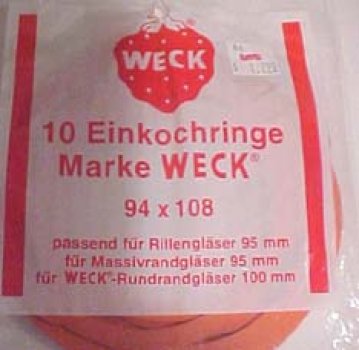 WECK
10 Einkochringe
Marke WECK®
94 x 108
passend für Rillengläser 95 mm
für Massivrandgläser 95 mm
für WECK®-Rundrandgläser 100 mm